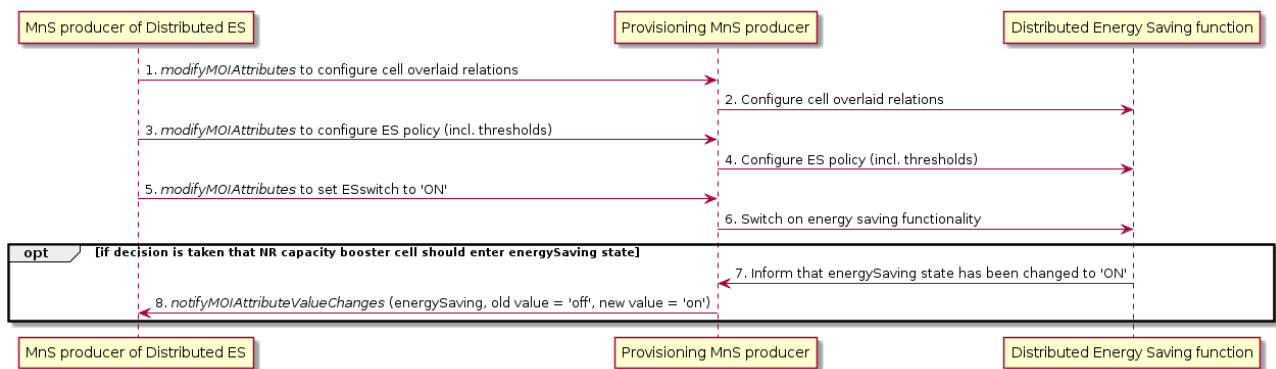 MnS producer of Distributed ES
Provisioning MnS producer
Distributed Energy Saving function
1. modifyMOIAttributes to configure cell overlaid relations
2. Configure cell overlaid relations
3. modifyMOIAttributes to configure ES policy (incl. thresholds)
4. Configure ES policy (incl. thresholds)
5. modifyMOIAttributes to set ESswitch to 'ON'
6. Switch on energy saving functionality
opt [if decision is taken that NR capacity booster cell should enter energySaving state]
7. Inform that energySaving state has been changed to 'ON'
8. notifyMOIAttributeValueChanges (energySaving, old value = 'off', new value = 'on')
MnS producer of Distributed ES
Provisioning MnS producer
Distributed Energy Saving function